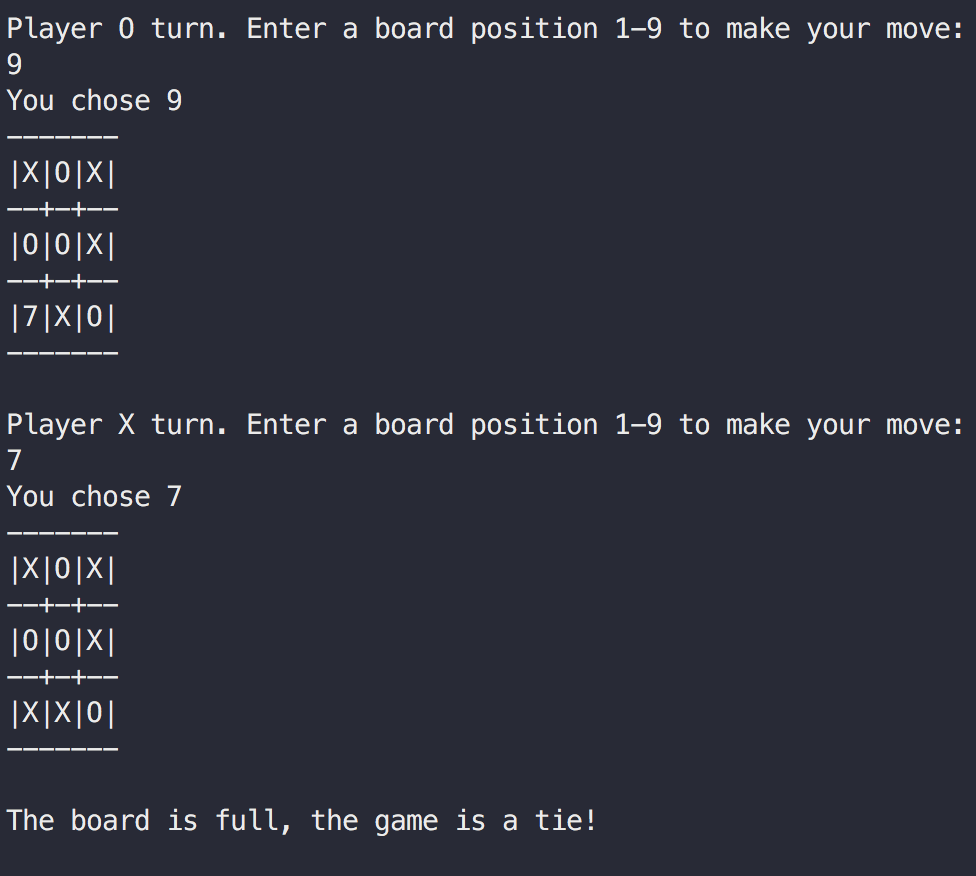 Player O turn. Enter a board position 1-9 to make your move:
9
You chose 9
-------
|X|O|X|
--+-+--
|O|O|X|
--+-+--
|7|X|O|
-------
Player X turn. Enter a board position 1-9 to make your move:
7
You chose 7
-------
|X|O|X|
--+-+--
|O|O|X|
--+-+--
|X|X|O|
-------
The board is full, the game is a tie!